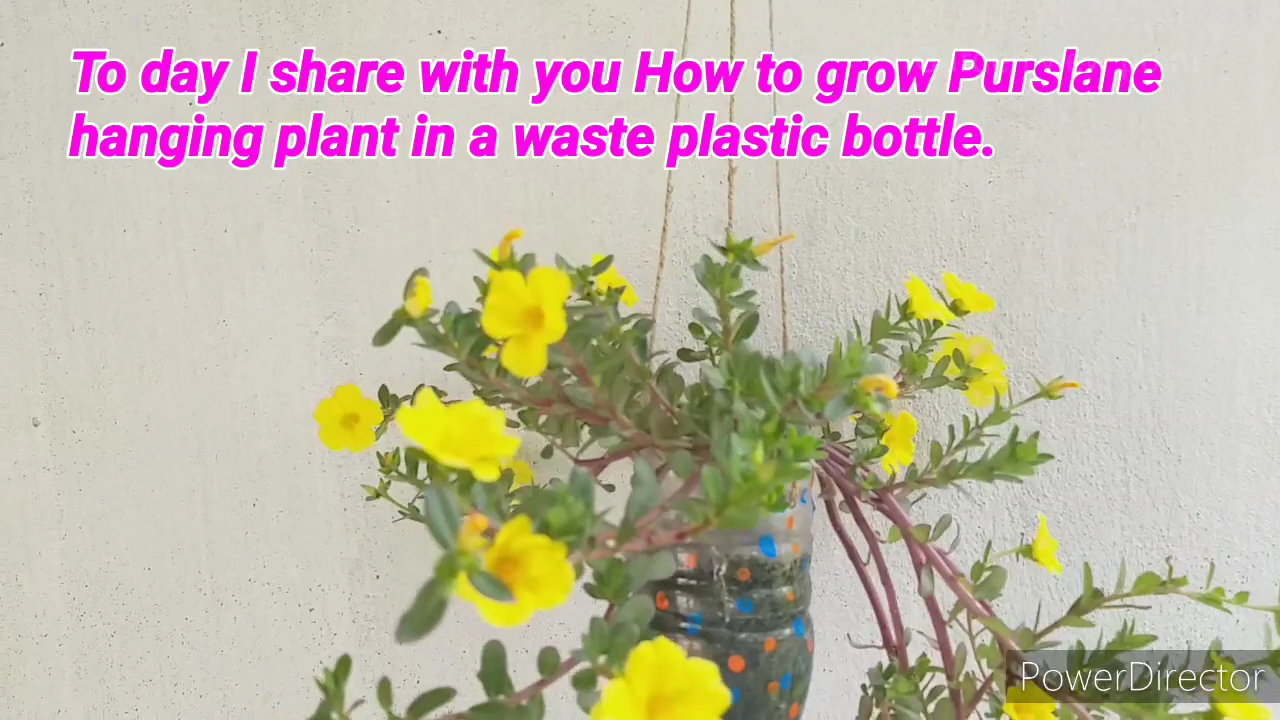 To day I share with you How to grow Purslane
hanging plant in a waste plastic bottle.
PowerDirector